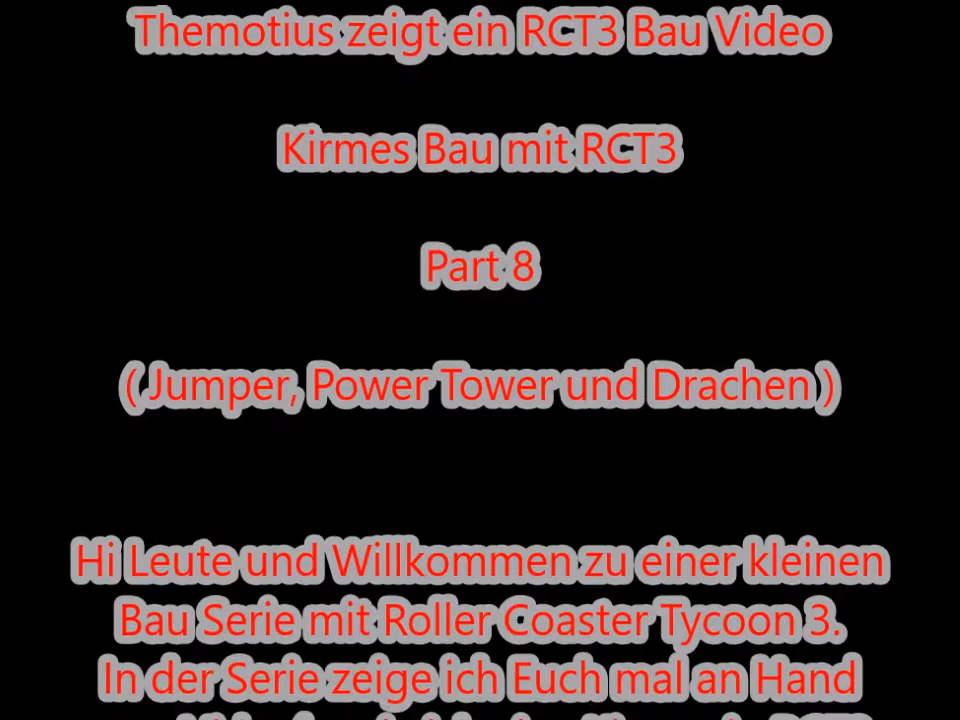 Themotius zeigt ein RCT3 Bau Video
Kirmes Bau mit RCT3
Part 8
( Jumper, Power Tower und Drachen )
Hi Leute und Willkommen zu einer kleinen
Bau Serie mit Roller Coaster Tycoon 3.
In der Serie zeige ich Euch mal an Hand